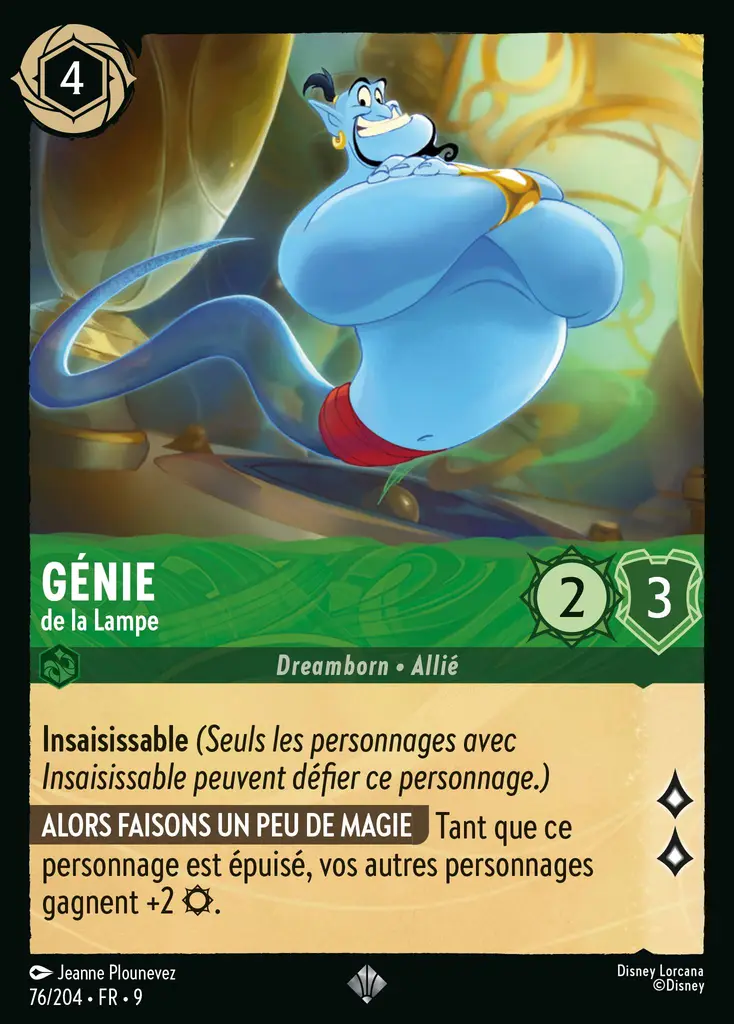 4
GÉNIE
de la Lampe
2
3
Dreamborn • Allié
Insaisissable (Seuls les personnages avec
Insaisissable peuvent défier ce personnage.)
ALORS FAISONS UN PEU DE MAGIE Tant que ce
personnage est épuisé, vos autres personnages
gagnent +2 .
Jeanne Plounevez
76/204 • FR • 9
Disney Lorcana
©Disney